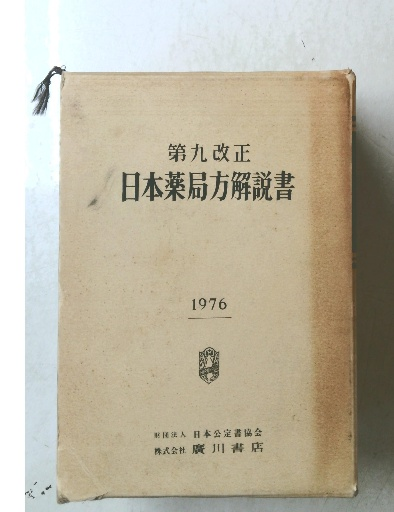 第九改正
日本薬局方解説書
1976
財団法人 日本公定書協会
株式会社 廣川書店